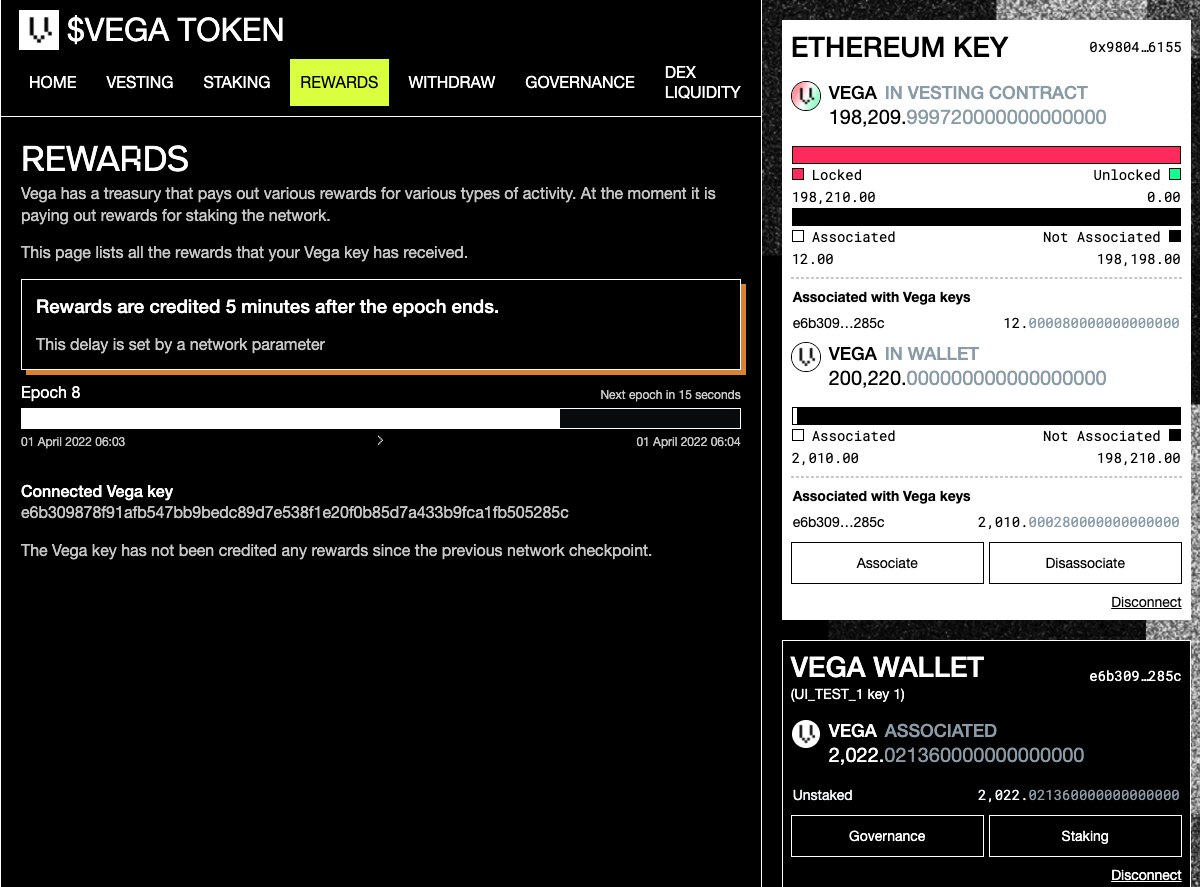 $VEGA TOKEN
HOME VESTING STAKING REWARDS WITHDRAW GOVERNANCE DEX LIQUIDITY
REWARDS
Vega has a treasury that pays out various rewards for various types of activity. At the moment it is
paying out rewards for staking the network.
This page lists all the rewards that your Vega key has received.
Rewards are credited 5 minutes after the epoch ends.
This delay is set by a network parameter
Epoch 8 Next epoch in 15 seconds
01 April 2022 06:03 > 01 April 2022 06:04
Connected Vega key
e6b309878f91afb547bb9bedc89d7e538f1e20f0b85d7a433b9fca1fb505285c
The Vega key has not been credited any rewards since the previous network checkpoint.
ETHEREUM KEY 0x9804…6155
VEGA IN VESTING CONTRACT
198,209.999720000000000000
Locked Unlocked
198,210.00 0.00
Associated Not Associated
12.00 198,198.00
Associated with Vega keys
e6b309…285c 12.000080000000000000
VEGA IN WALLET
200,220.000000000000000000
Associated Not Associated
2,010.00 198,210.00
Associated with Vega keys
e6b309…285c 2,010.000280000000000000
Associate Disassociate
Disconnect
VEGA WALLET e6b309…285c
(UI_TEST_1 key 1)
VEGA ASSOCIATED
2,022.021360000000000000
Unstaked 2,022.021360000000000000
Governance Staking
Disconnect